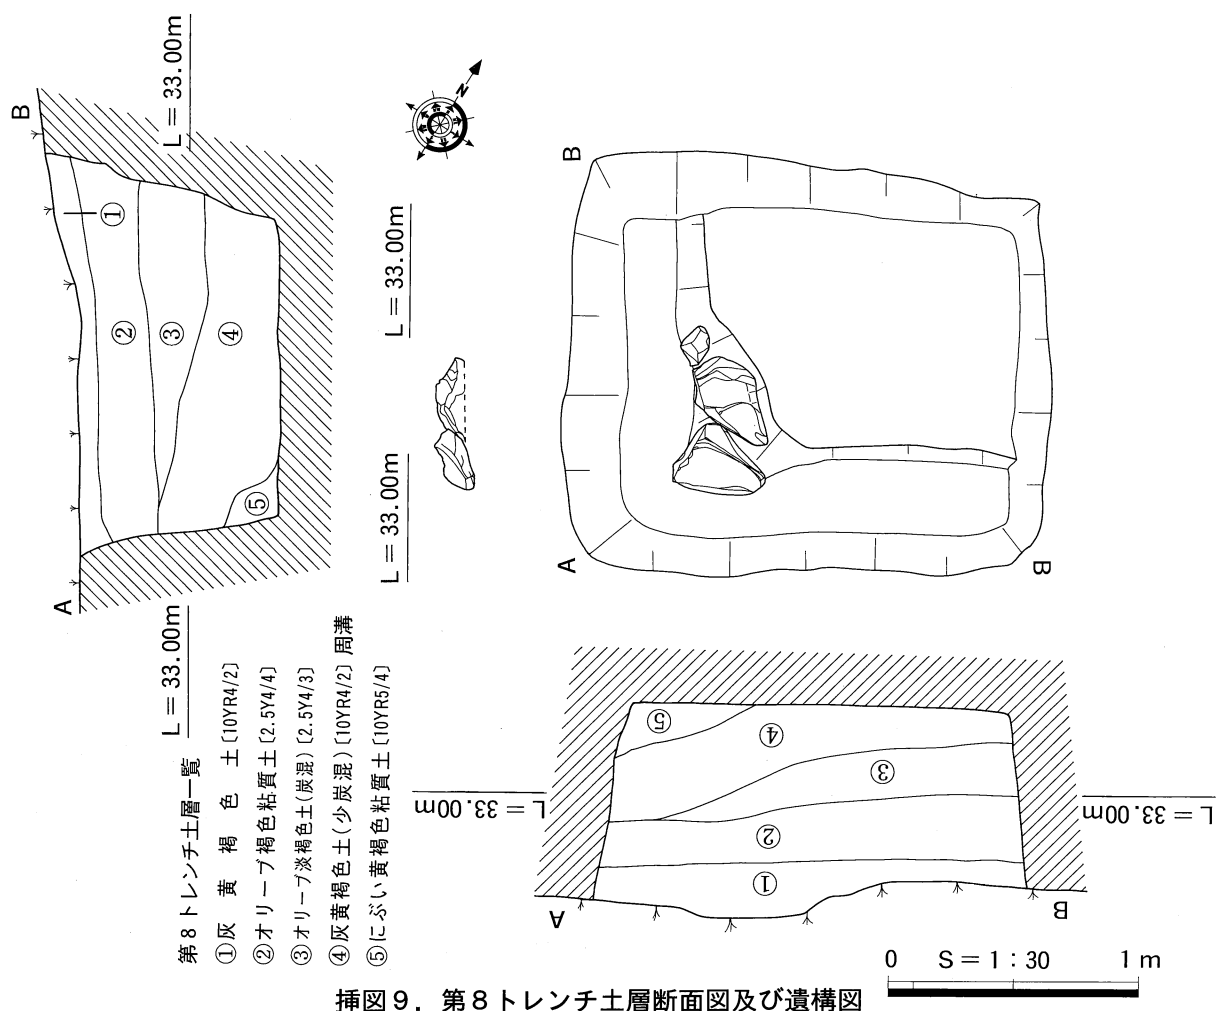 B
L＝33.00m
①
②
③
④
⑤
A
L＝33.00m
N
L＝33.00m
L＝33.00m
B
A
B
第8トレンチ土層一覧
①灰黄褐色土〔10YR4/2〕
②オリーブ褐色粘質土〔2.5Y4/4〕
③オリーブ淡褐色土(炭混)〔2.5Y4/3〕
④灰黄褐色土(少炭混)〔10YR4/2〕周溝
⑤にぶい黄褐色粘質土〔10YR5/4〕
⑤
④
③
②
①
L＝33.00m
L＝33.00m
A
B
0 S＝1：30 1m
挿図9．第8トレンチ土層断面図及び遺構図